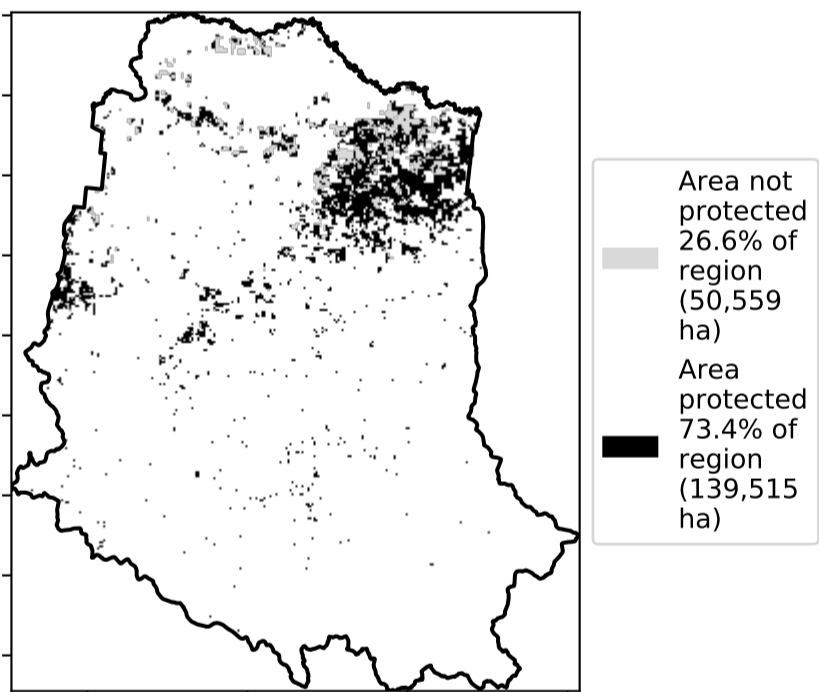 Area not
protected
26.6% of
region
(50,559
ha)
Area
protected
73.4% of
region
(139,515
ha)